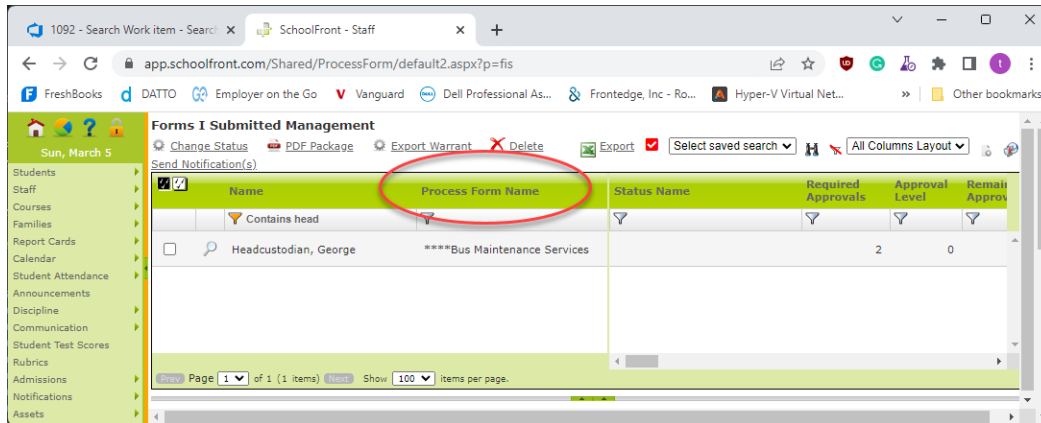 1092 - Search Work item - Search
SchoolFront - Staff
app.schoolfront.com/Shared/ProcessForm/default2.aspx?p=fis
t
FreshBooks
DATTO
Employer on the Go
Vanguard
Dell Professional As...
Frontedge, Inc - Ro...
Hyper-V Virtual Net...
»
Other bookmarks
Sun, March 5
Students
Staff
Courses
Families
Report Cards
Calendar
Student Attendance
Announcements
Discipline
Communication
Student Test Scores
Rubrics
Admissions
Notifications
Assets
Forms I Submitted Management
Change Status
PDF Package
Export Warrant
Delete
Export
Select saved search
All Columns Layout
Send Notification(s)
Name
Process Form Name
Status Name
Required Approvals
Approval Level
Remain
Approv
Contains head
Headcustodian, George
****Bus Maintenance Services
2
0
Prev Page 1 of 1 (1 items) Next Show 100 items per page.